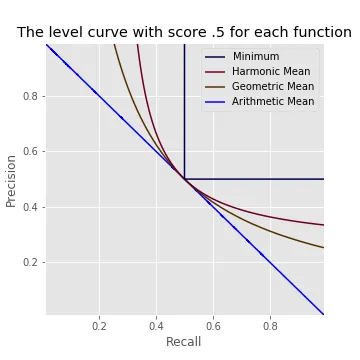 The level curve with score .5 for each function
Minimum
Harmonic Mean
Geometric Mean
Arithmetic Mean
Precision
0.8
0.6
0.4
0.2
0.2 0.4 0.6 0.8
Recall